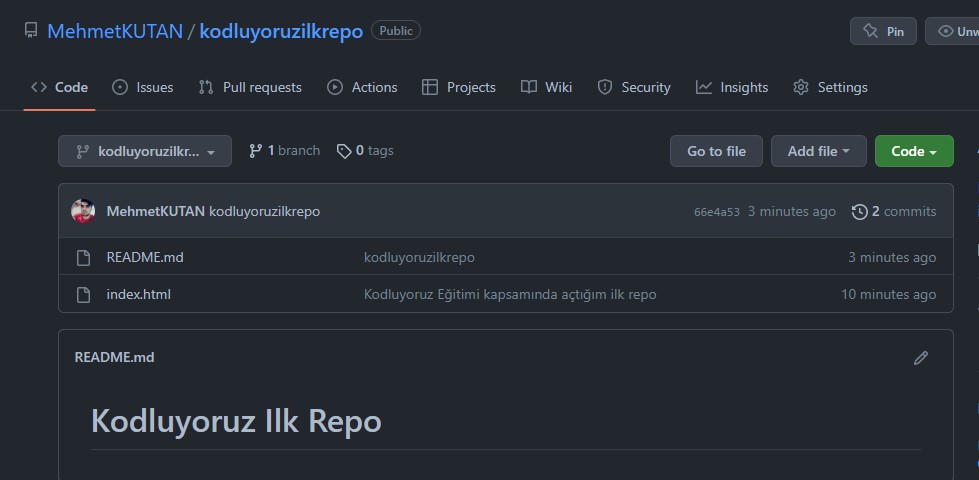 MehmetKUTAN / kodluyoruzilkrepo Public Pin
Code Issues Pull requests Actions Projects Wiki Security Insights Settings
kodluyoruzilkr... 1 branch 0 tags Go to file Add file Code
MehmetKUTAN kodluyoruzilkrepo 66e4a53 3 minutes ago 2 commits
README.md kodluyoruzilkrepo 3 minutes ago
index.html Kodluyoruz Eğitimi kapsamında açtığım ilk repo 10 minutes ago
README.md
Kodluyoruz Ilk Repo